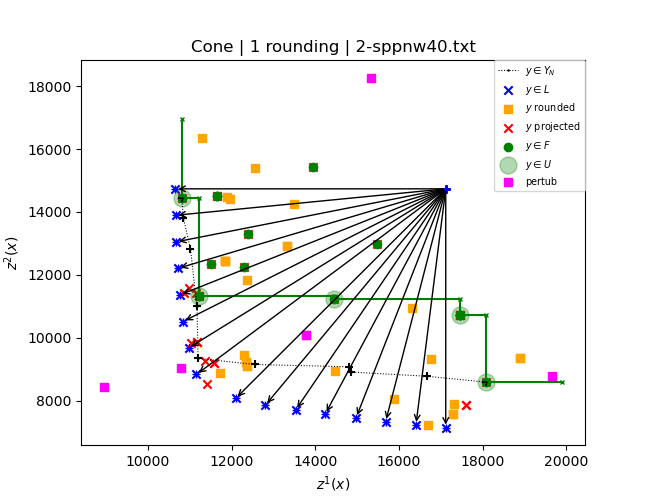 Cone | 1 rounding | 2-sppnw40.txt
z²(x)
18000
16000
14000
12000
10000
8000
10000 12000 14000 16000 18000 20000
z¹(x)
y ∈ Y_N
y ∈ L
y rounded
y projected
y ∈ F
y ∈ U
pertub